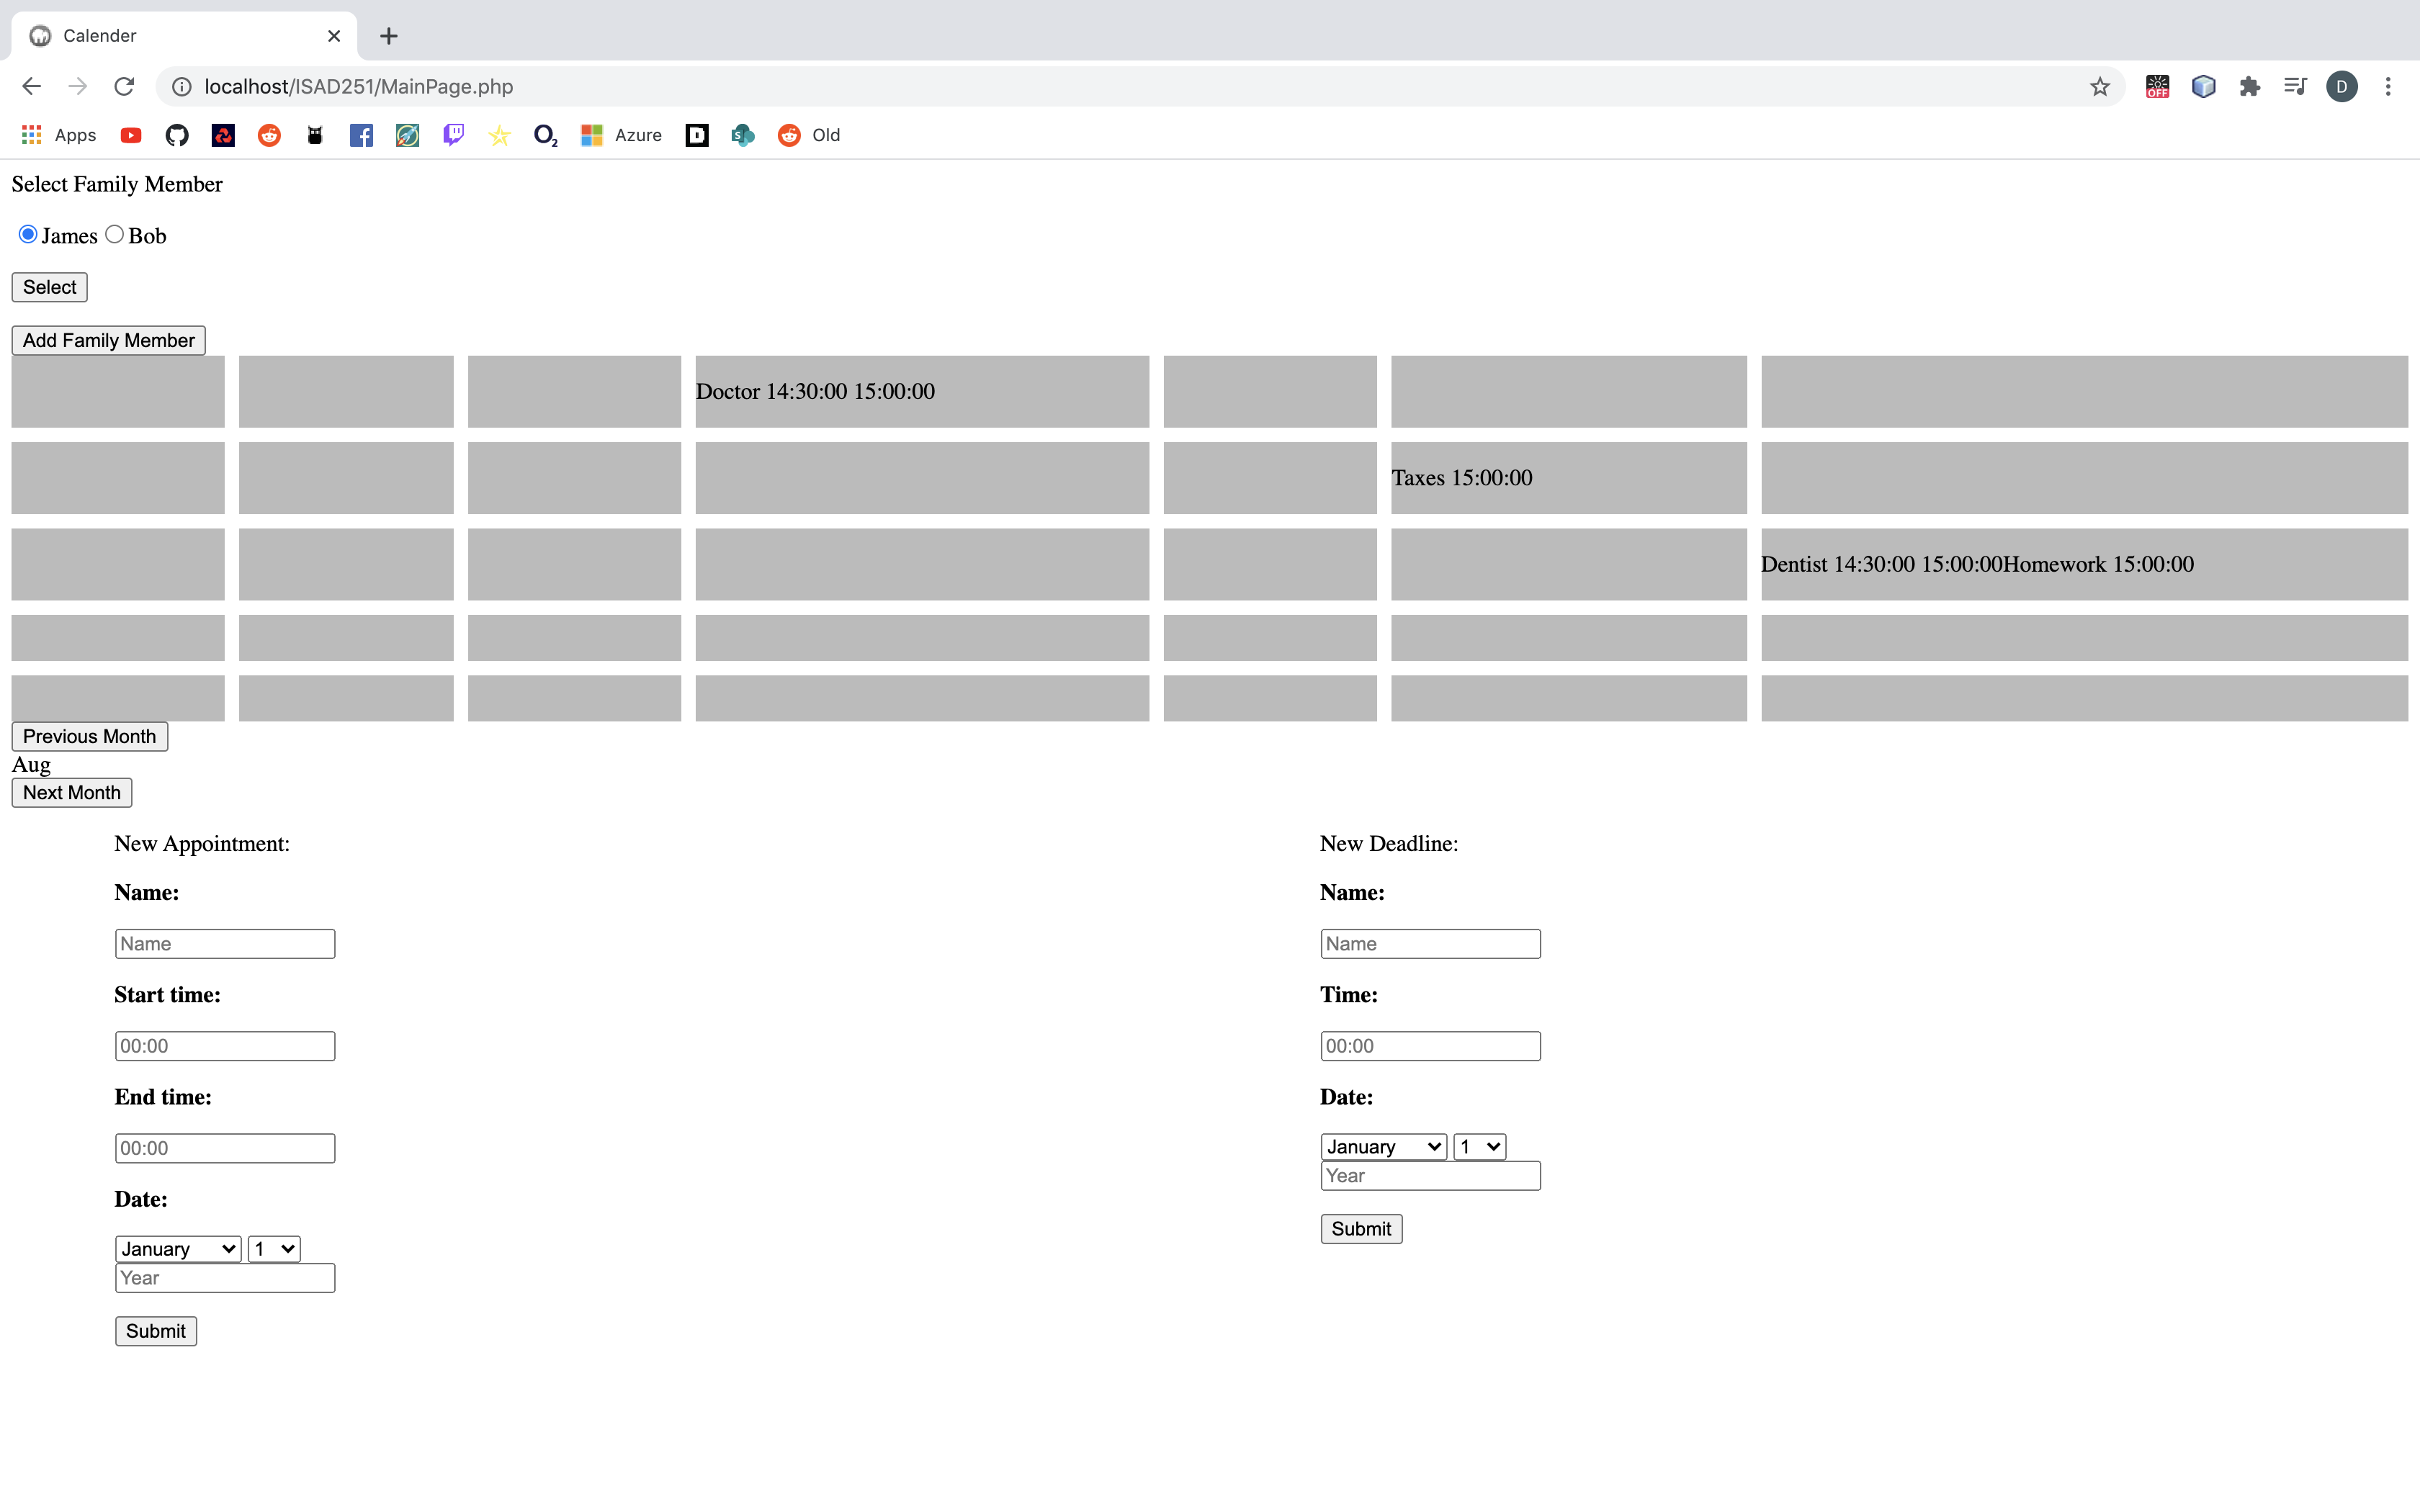 Calender
localhost/ISAD251/MainPage.php
OFF
D
Apps
O2
Azure
D
S
Old
Select Family Member
James Bob
Select
Add Family Member
Doctor 14:30:00 15:00:00
Taxes 15:00:00
Dentist 14:30:00 15:00:00Homework 15:00:00
Previous Month
Aug
Next Month
New Appointment:
Name:
Name
Start time:
00:00
End time:
00:00
Date:
January 1
Year
Submit
New Deadline:
Name:
Name
Time:
00:00
Date:
January 1
Year
Submit